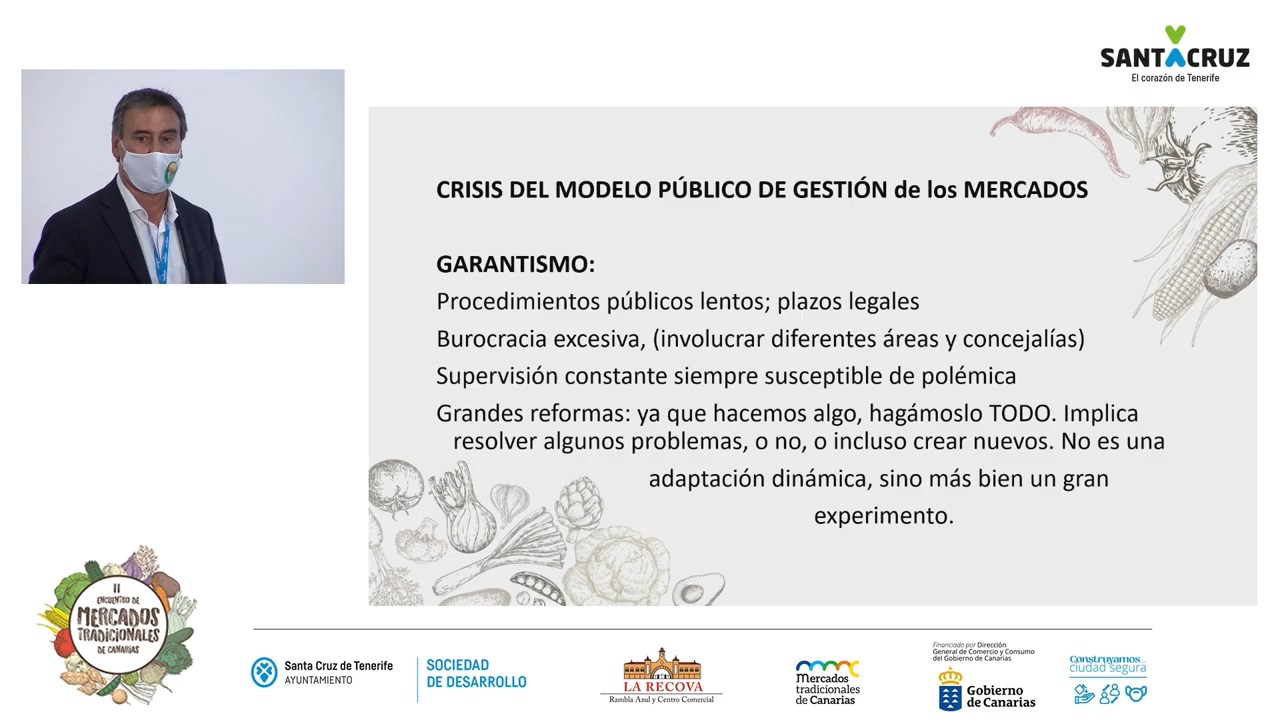 SANTACRUZ
El corazón de Tenerife
CRISIS DEL MODELO PÚBLICO DE GESTIÓN de los MERCADOS
GARANTISMO:
Procedimientos públicos lentos; plazos legales
Burocracia excesiva, (involucrar diferentes áreas y concejalías)
Supervisión constante siempre susceptible de polémica
Grandes reformas: ya que hacemos algo, hagámoslo TODO. Implica
resolver algunos problemas, o no, o incluso crear nuevos. No es una
adaptación dinámica, sino más bien un gran
experimento.
II
ENCUENTRO DE
MERCADOS
TRADICIONALES
DE CANARIAS
Santa Cruz de Tenerife
AYUNTAMIENTO
SOCIEDAD
DE DESARROLLO
LA RECOVA
Rambla Azul y Centro Comercial
Mercados
tradicionales
de Canarias
Financiado por Dirección
General de Comercio y Consumo
del Gobierno de Canarias
Gobierno
de Canarias
Construyamos...
ciudad segura